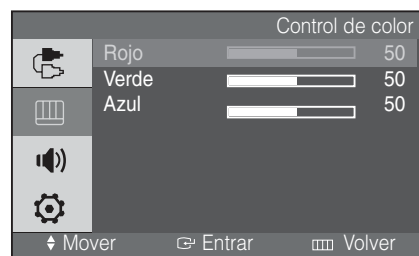 Control de color
Rojo 50
Verde 50
Azul 50
Mover Entrar Volver